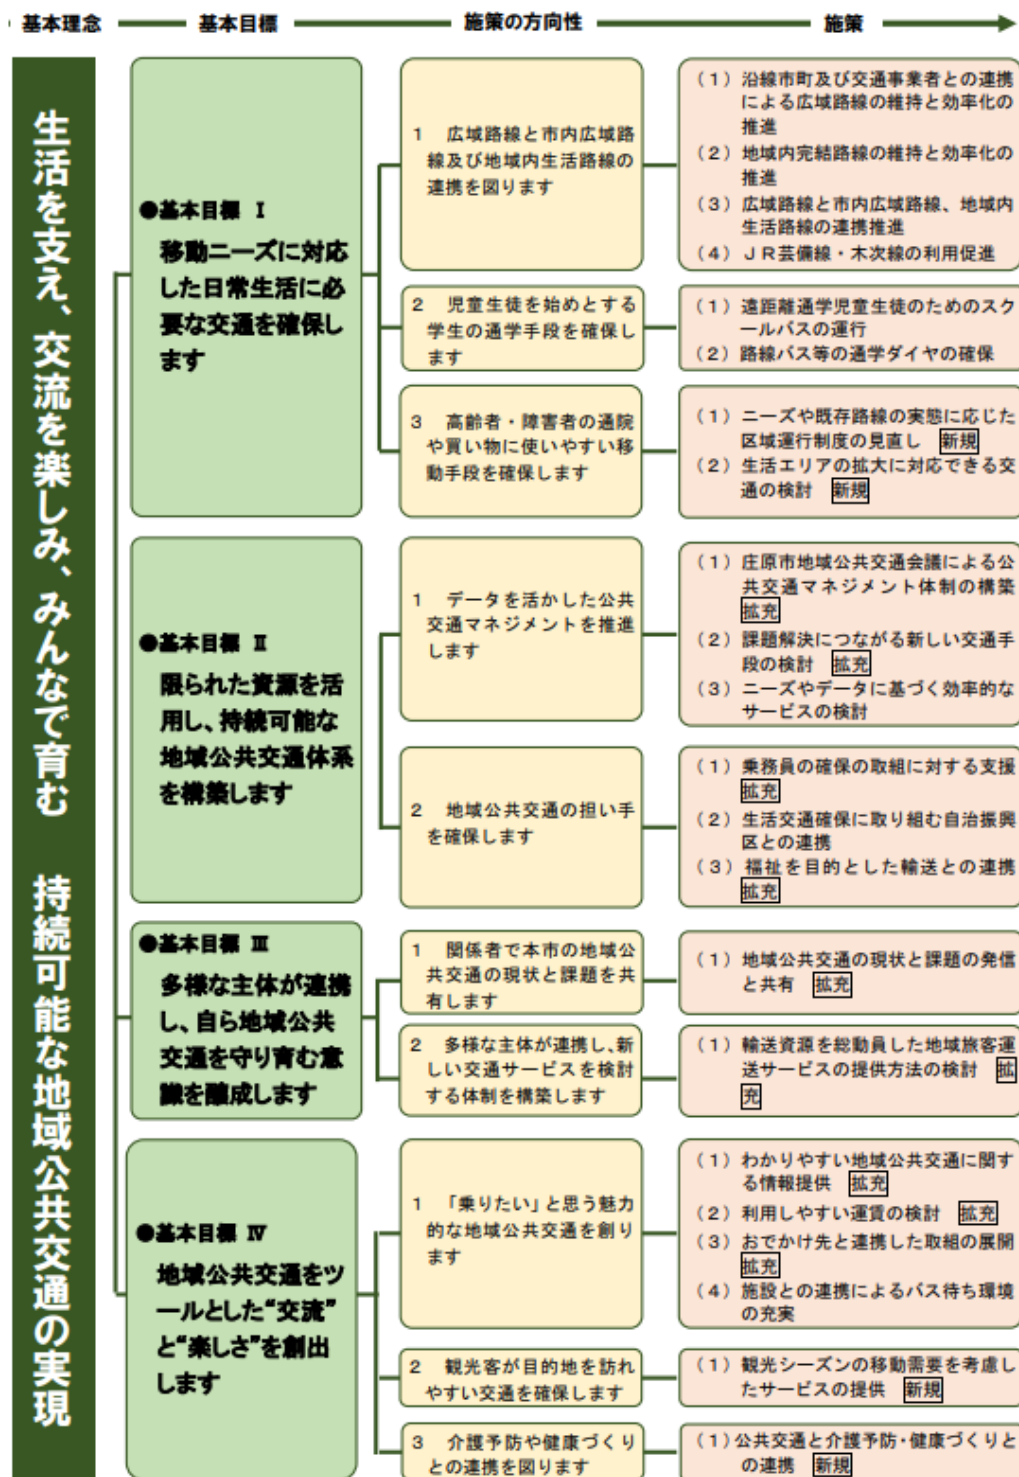 基本理念
基本目標
施策の方向性
施策
生活を支え、交流を楽しみ、みんなで育む　持続可能な地域公共交通の実現
●基本目標 Ⅰ
移動ニーズに対応
した日常生活に必
要な交通を確保し
ます
1　広域路線と市内広域路
線及び地域内生活路線の
連携を図ります
(1) 沿線市町及び交通事業者との連携
による広域路線の維持と効率化の
推進
(2) 地域内完結路線の維持と効率化の
推進
(3) 広域路線と市内広域路線、地域内
生活路線の連携推進
(4) ＪＲ芸備線・木次線の利用促進
2　児童生徒を始めとする
学生の通学手段を確保し
ます
(1) 遠距離通学児童生徒のためのスク
ールバスの運行
(2) 路線バス等の通学ダイヤの確保
3　高齢者・障害者の通院
や買い物に使いやすい移
動手段を確保します
(1) ニーズや既存路線の実態に応じた
区域運行制度の見直し　新規
(2) 生活エリアの拡大に対応できる交
通の検討　新規
●基本目標 Ⅱ
限られた資源を活
用し、持続可能な
地域公共交通体系
を構築します
1　データを活かした公共
交通マネジメントを推進
します
(1) 庄原市地域公共交通会議による公
共交通マネジメント体制の構築
拡充
(2) 課題解決につながる新しい交通手
段の検討　拡充
(3) ニーズやデータに基づく効率的な
サービスの検討
2　地域公共交通の担い手
を確保します
(1) 乗務員の確保の取組に対する支援
拡充
(2) 生活交通確保に取り組む自治振興
区との連携
(3) 福祉を目的とした輸送との連携
拡充
●基本目標 Ⅲ
多様な主体が連携
し、自ら地域公共
交通を守り育む意
識を醸成します
1　関係者で本市の地域公
共交通の現状と課題を共
有します
(1) 地域公共交通の現状と課題の発信
と共有　拡充
2　多様な主体が連携し、新
しい交通サービスを検討
する体制を構築します
(1) 輸送資源を総動員した地域旅客運
送サービスの提供方法の検討　拡
充
●基本目標 Ⅳ
地域公共交通をツ
ールとした“交流”
と“楽しさ”を創出
します
1　「乗りたい」と思う魅力
的な地域公共交通を創り
ます
(1) わかりやすい地域公共交通に関す
る情報提供　拡充
(2) 利用しやすい運賃の検討　拡充
(3) おでかけ先と連携した取組の展開
拡充
(4) 施設との連携によるバス待ち環境
の充実
2　観光客が目的地を訪れ
やすい交通を確保します
(1) 観光シーズンの移動需要を考慮し
たサービスの提供　新規
3　介護予防や健康づくり
との連携を図ります
(1) 公共交通と介護予防・健康づくりと
の連携　新規